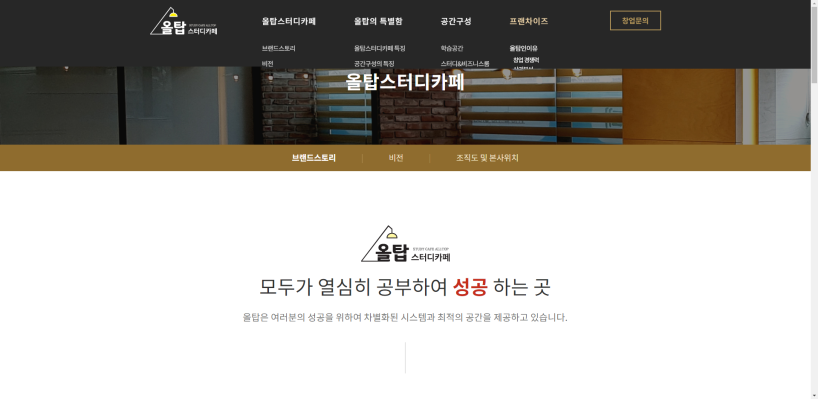 올탑 스터디카페
올탑스터디카페 올탑의 특별함 공간구성 프랜차이즈 창업문의
브랜드스토리 올탑스터디카페 특징 학습공간 올탑인이유
비전 공간구성의 특징 스터디&비즈니스룸 창업 경쟁력
올탑스터디카페
브랜드스토리 | 비전 | 조직도 및 본사위치
올탑 스터디카페
모두가 열심히 공부하여 성공 하는 곳
올탑은 여러분의 성공을 위하여 차별화된 시스템과 최적의 공간을 제공하고 있습니다.